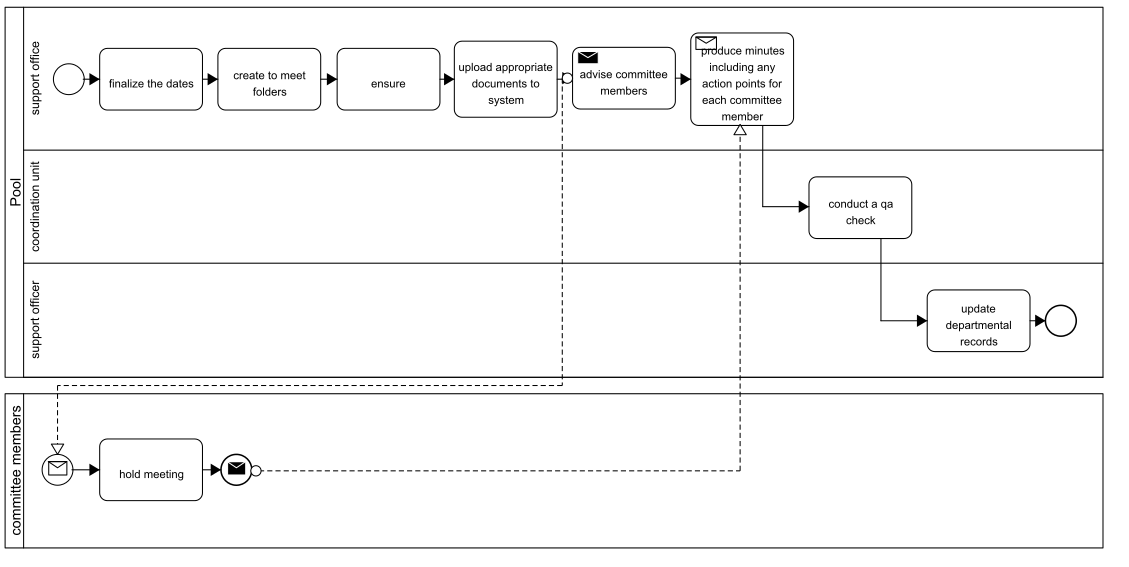 Pool
support office
finalize the dates
create to meet
folders
ensure
upload appropriate
documents to
system
advise committee
members
produce minutes
including any
action points for
each committee
member
coordination unit
conduct a qa
check
support officer
update
departmental
records
committee members
hold meeting